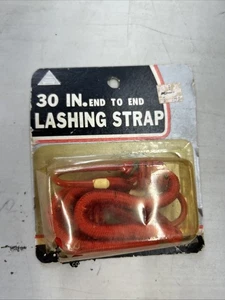 30 IN. END TO END
LASHING STRAP